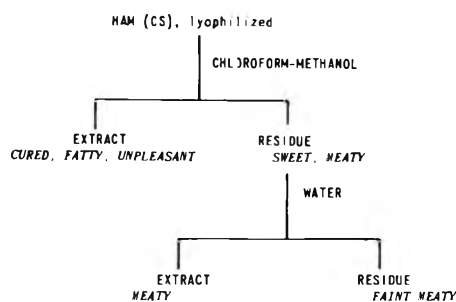 HAM (CS), lyophilized
CHLOROFORM-METHANOL
EXTRACT RESIDUE
CURED, FATTY, UNPLEASANT SWEET, MEATY
WATER
EXTRACT RESIDUE
MEATY FAINT MEATY